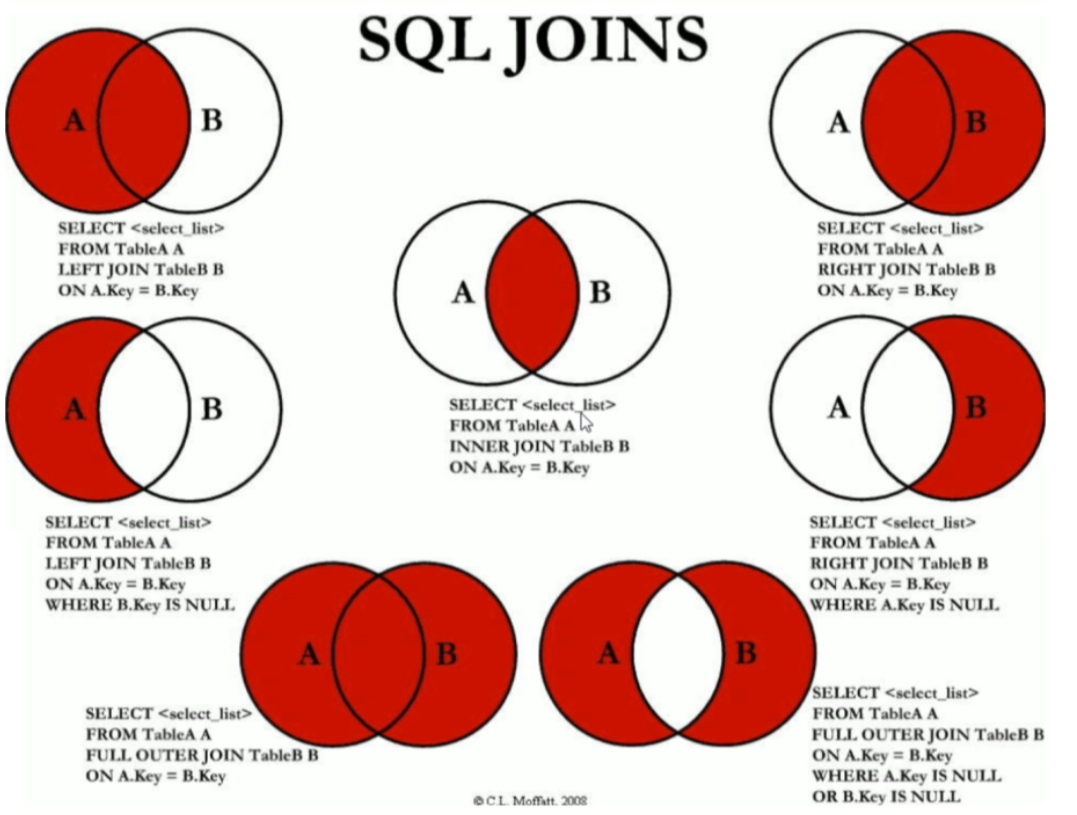 SQL JOINS
A B
SELECT <select_list>
FROM TableA A
LEFT JOIN TableB B
ON A.Key = B.Key
A B
SELECT <select_list>
FROM TableA A
RIGHT JOIN TableB B
ON A.Key = B.Key
A B
SELECT <select_list>
FROM TableA A
INNER JOIN TableB B
ON A.Key = B.Key
A B
SELECT <select_list>
FROM TableA A
LEFT JOIN TableB B
ON A.Key = B.Key
WHERE B.Key IS NULL
A B
SELECT <select_list>
FROM TableA A
RIGHT JOIN TableB B
ON A.Key = B.Key
WHERE A.Key IS NULL
A B
SELECT <select_list>
FROM TableA A
FULL OUTER JOIN TableB B
ON A.Key = B.Key
A B
SELECT <select_list>
FROM TableA A
FULL OUTER JOIN TableB B
ON A.Key = B.Key
WHERE A.Key IS NULL
OR B.Key IS NULL
© C.L. Moffatt, 2008